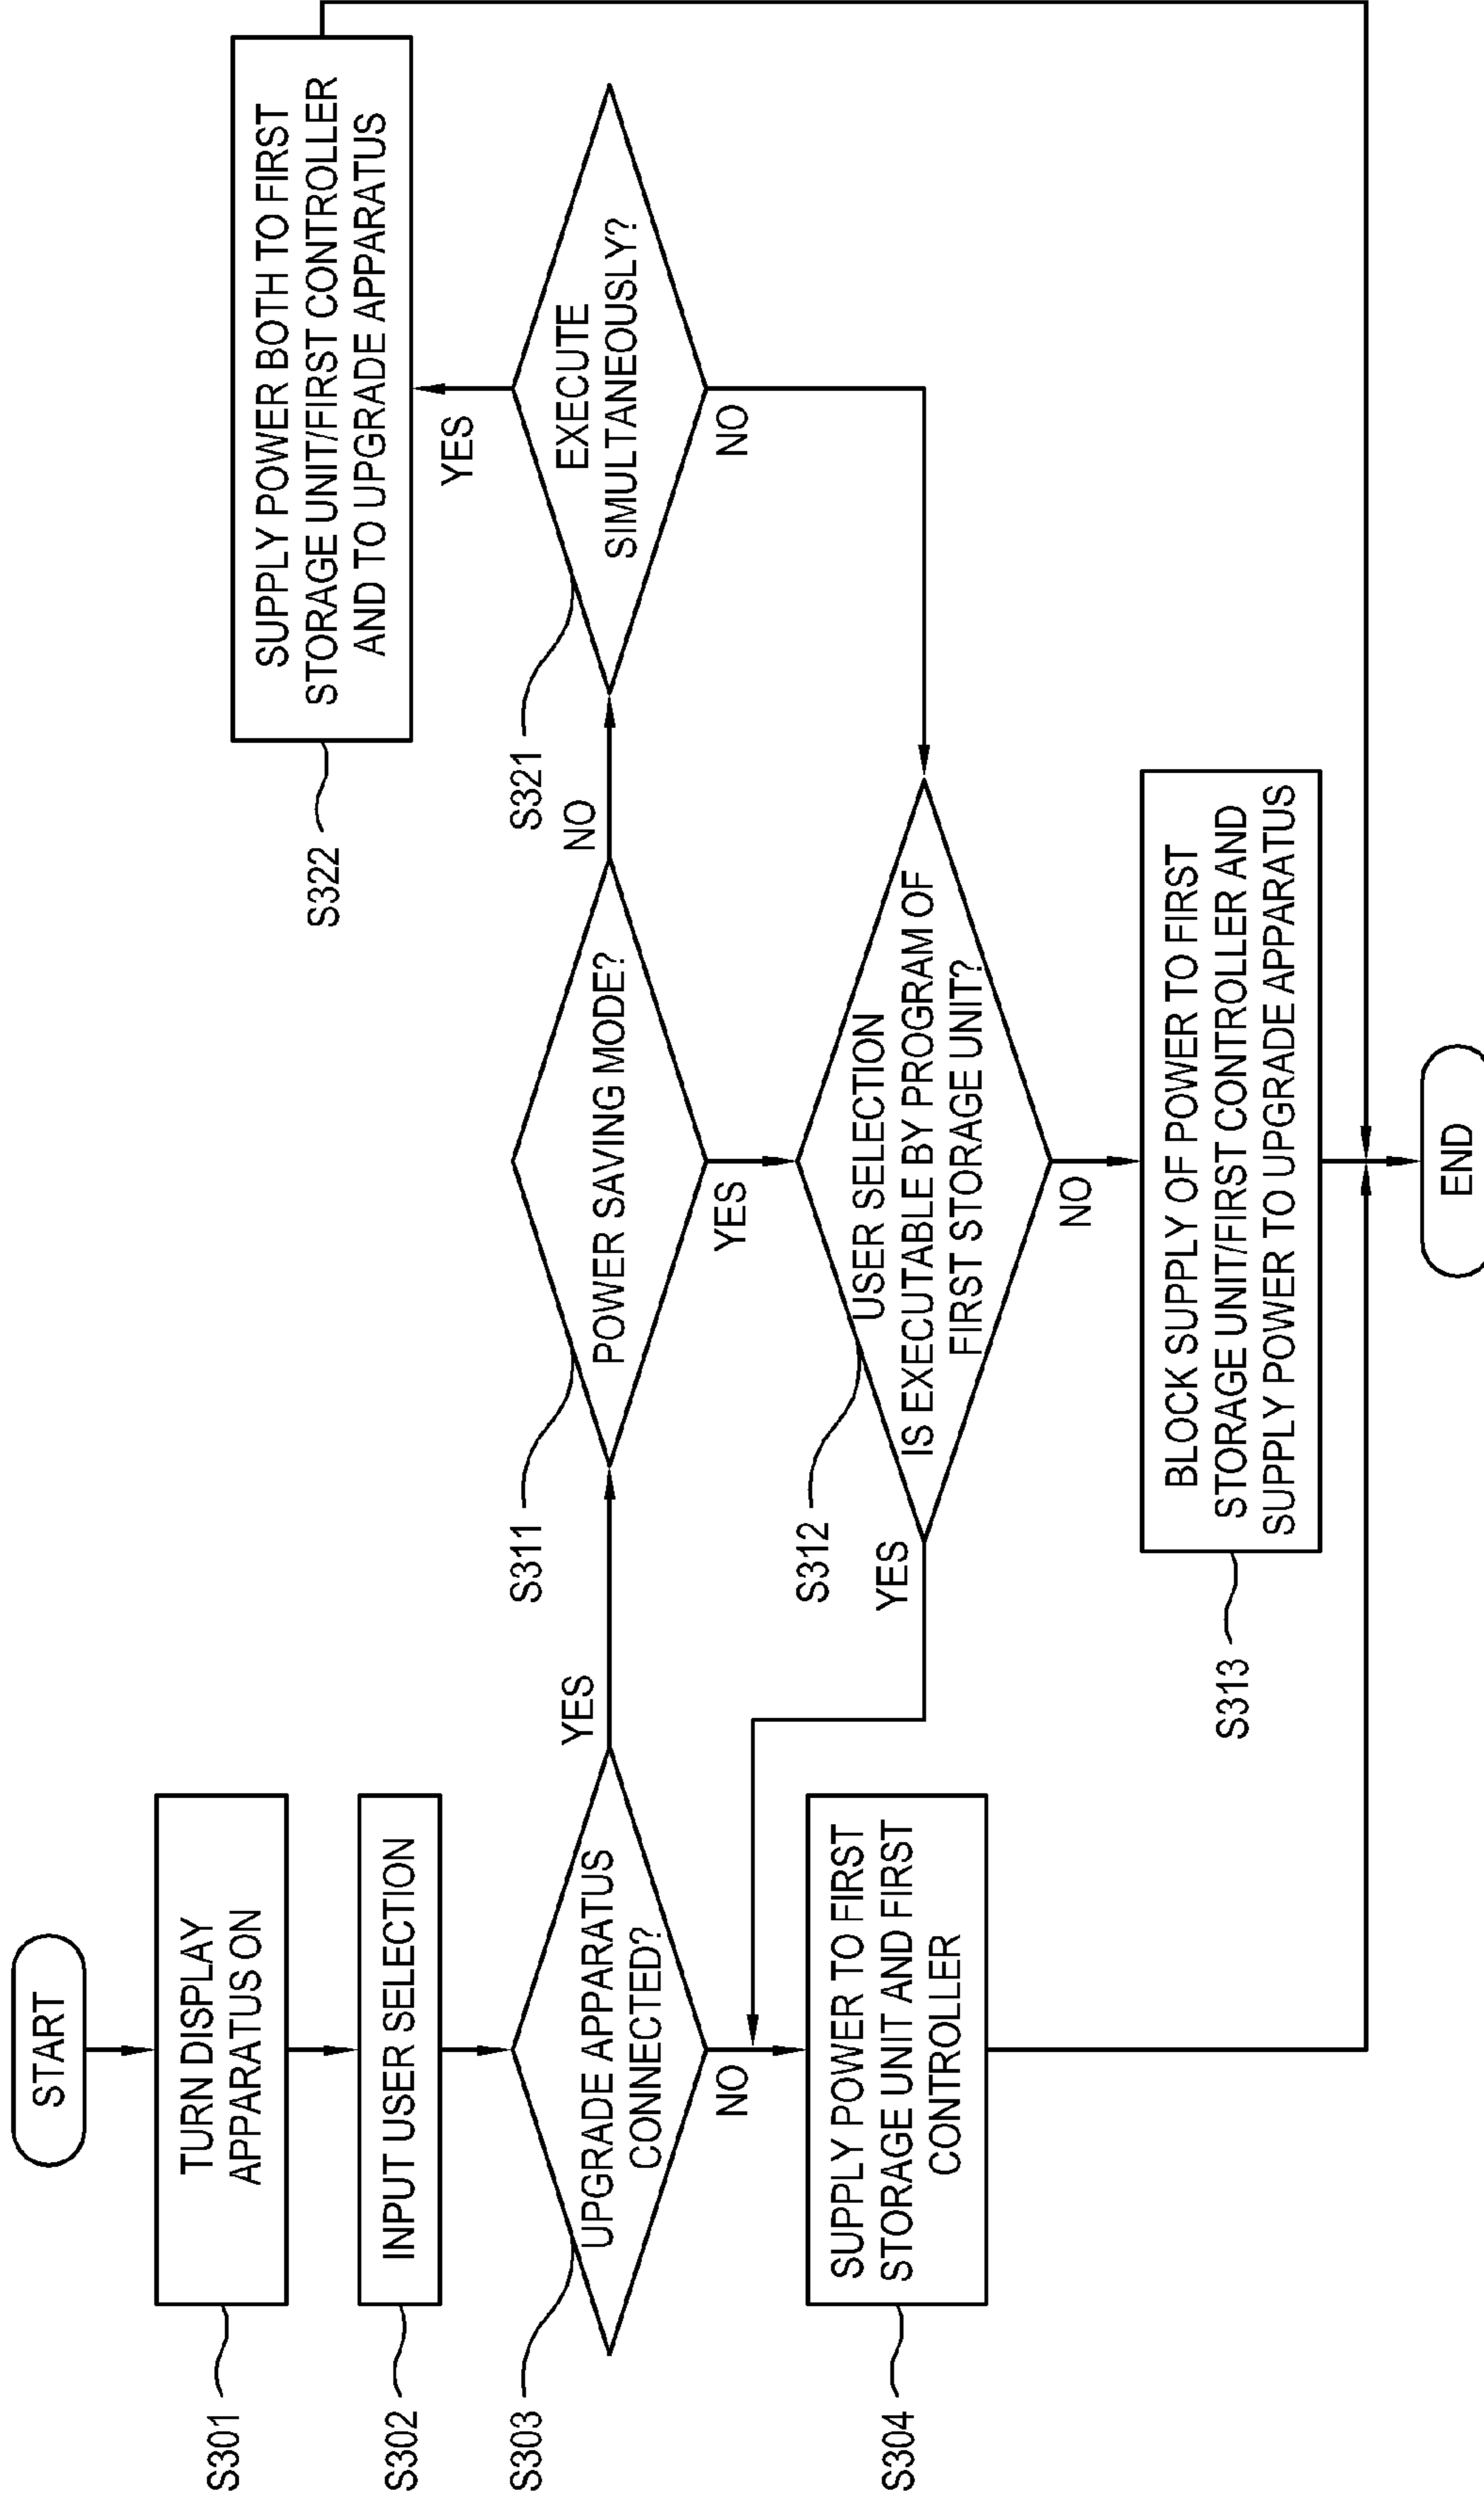 START
S301
TURN DISPLAY
APPARATUS ON
S302
INPUT USER SELECTION
S303
UPGRADE APPARATUS
CONNECTED?
YES
NO
S304
SUPPLY POWER TO FIRST
STORAGE UNIT AND FIRST
CONTROLLER
S311
POWER SAVING MODE?
NO
YES
S312
USER SELECTION
IS EXECUTABLE BY PROGRAM OF
FIRST STORAGE UNIT?
YES
NO
S313
BLOCK SUPPLY OF POWER TO FIRST
STORAGE UNIT/FIRST CONTROLLER AND
SUPPLY POWER TO UPGRADE APPARATUS
S321
EXECUTE
SIMULTANEOUSLY?
YES
NO
S322
SUPPLY POWER BOTH TO FIRST
STORAGE UNIT/FIRST CONTROLLER
AND TO UPGRADE APPARATUS
END